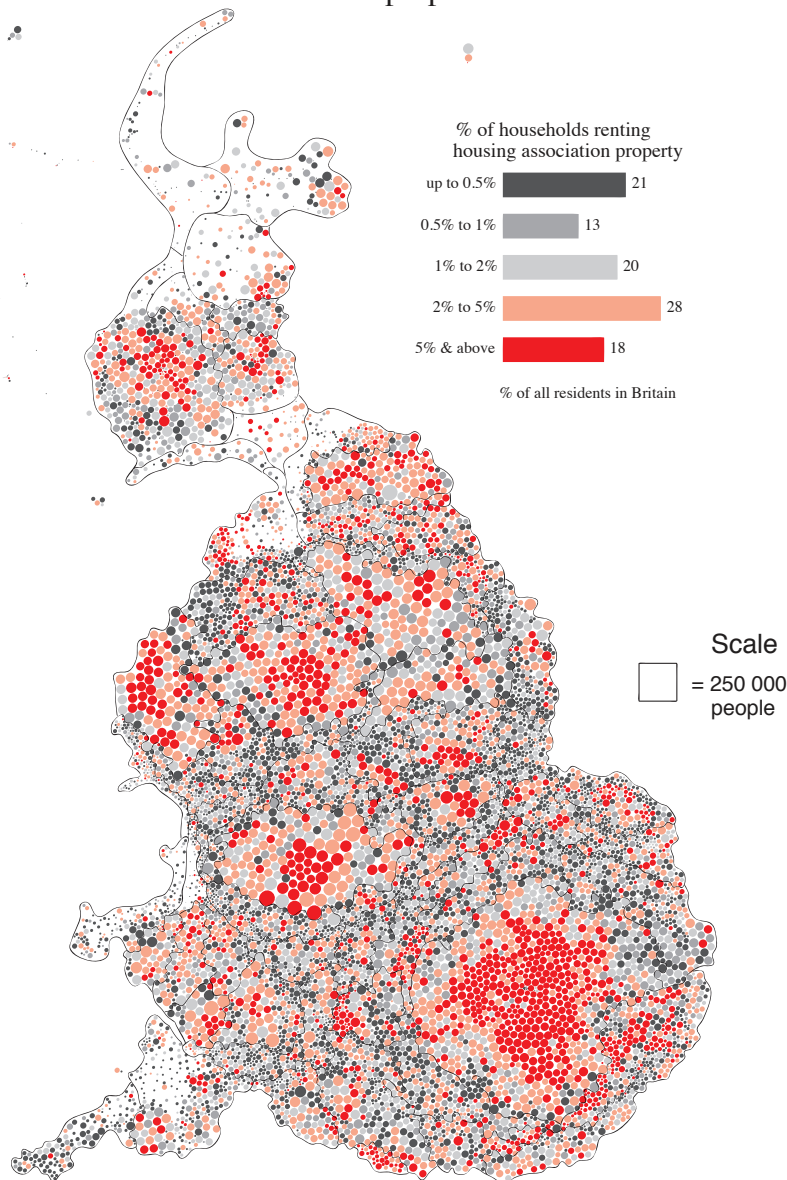 % of households renting
housing association property
up to 0.5% 21
0.5% to 1% 13
1% to 2% 20
2% to 5% 28
5% & above 18
% of all residents in Britain
Scale
= 250 000
people